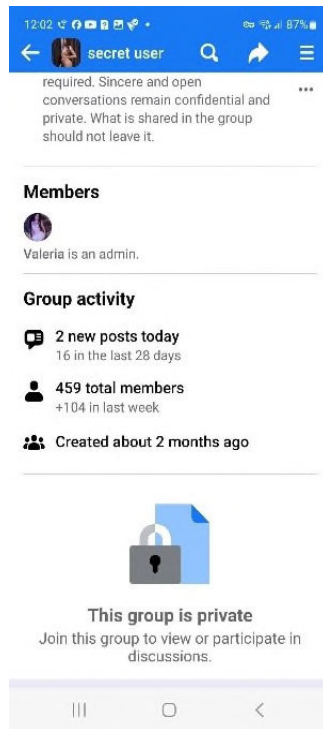 12:02
87%
secret user
required. Sincere and open
conversations remain confidential and
private. What is shared in the group
should not leave it.
Members
Valeria is an admin.
Group activity
2 new posts today
16 in the last 28 days
459 total members
+104 in last week
Created about 2 months ago
This group is private
Join this group to view or participate in
discussions.